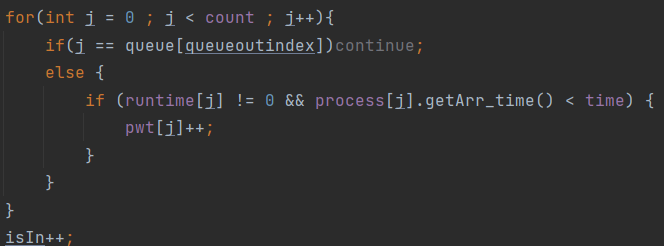 for(int j = 0 ; j < count ; j++){
    if(j == queue[queueoutindex])continue;
    else {
        if (runtime[j] != 0 && process[j].getArr_time() < time) {
            pwt[j]++;
        }
    }
}
isIn++;